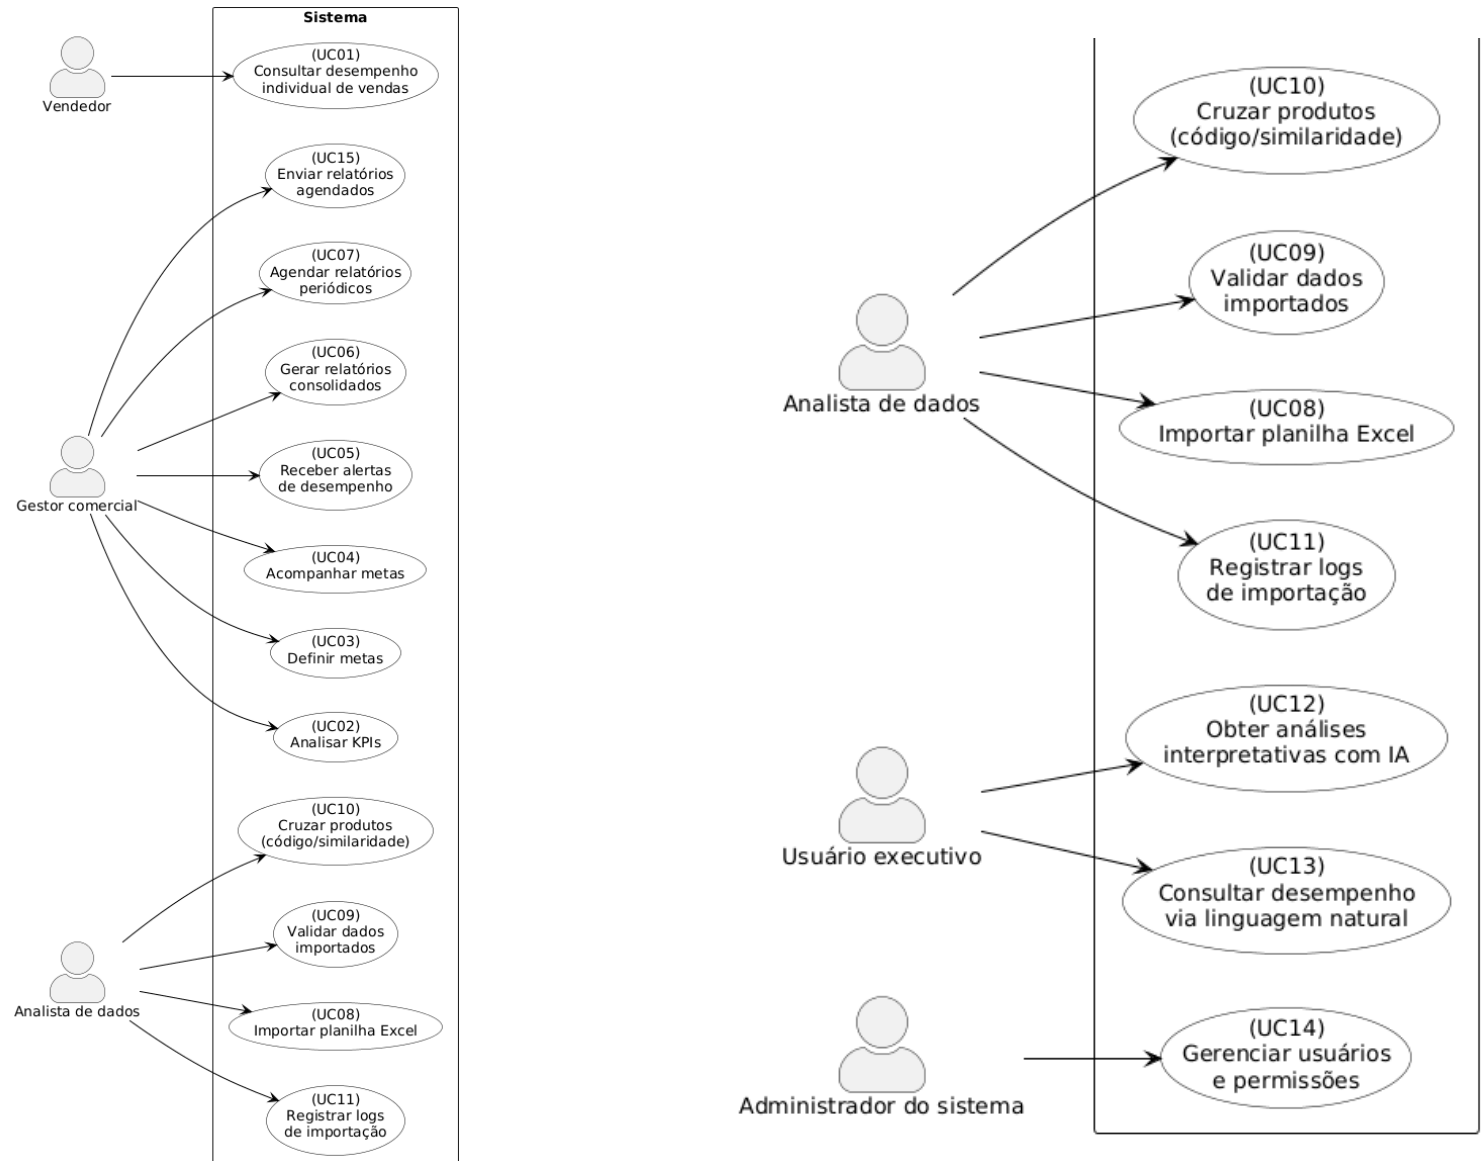 Sistema
Vendedor
(UC01)
Consultar desempenho
individual de vendas
(UC15)
Enviar relatórios
agendados
(UC07)
Agendar relatórios
periódicos
(UC06)
Gerar relatórios
consolidados
Gestor comercial
(UC05)
Receber alertas
de desempenho
(UC04)
Acompanhar metas
(UC03)
Definir metas
(UC02)
Analisar KPIs
(UC10)
Cruzar produtos
(código/similaridade)
(UC09)
Validar dados
importados
Analista de dados
(UC08)
Importar planilha Excel
(UC11)
Registrar logs
de importação
(UC10)
Cruzar produtos
(código/similaridade)
(UC09)
Validar dados
importados
Analista de dados
(UC08)
Importar planilha Excel
(UC11)
Registrar logs
de importação
(UC12)
Obter análises
interpretativas com IA
Usuário executivo
(UC13)
Consultar desempenho
via linguagem natural
(UC14)
Gerenciar usuários
e permissões
Administrador do sistema